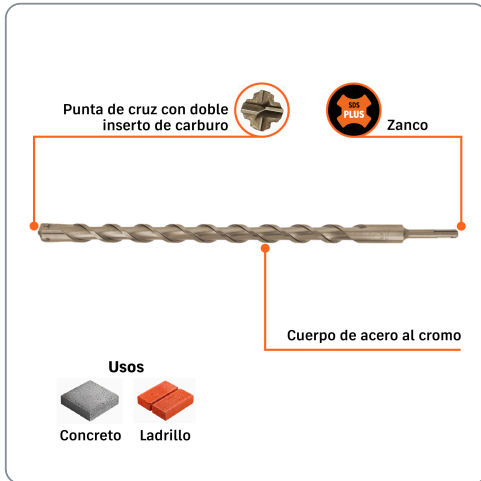 Punta de cruz con doble
inserto de carburo
SDS
PLUS
Zanco
Cuerpo de acero al cromo
Usos
Concreto
Ladrillo